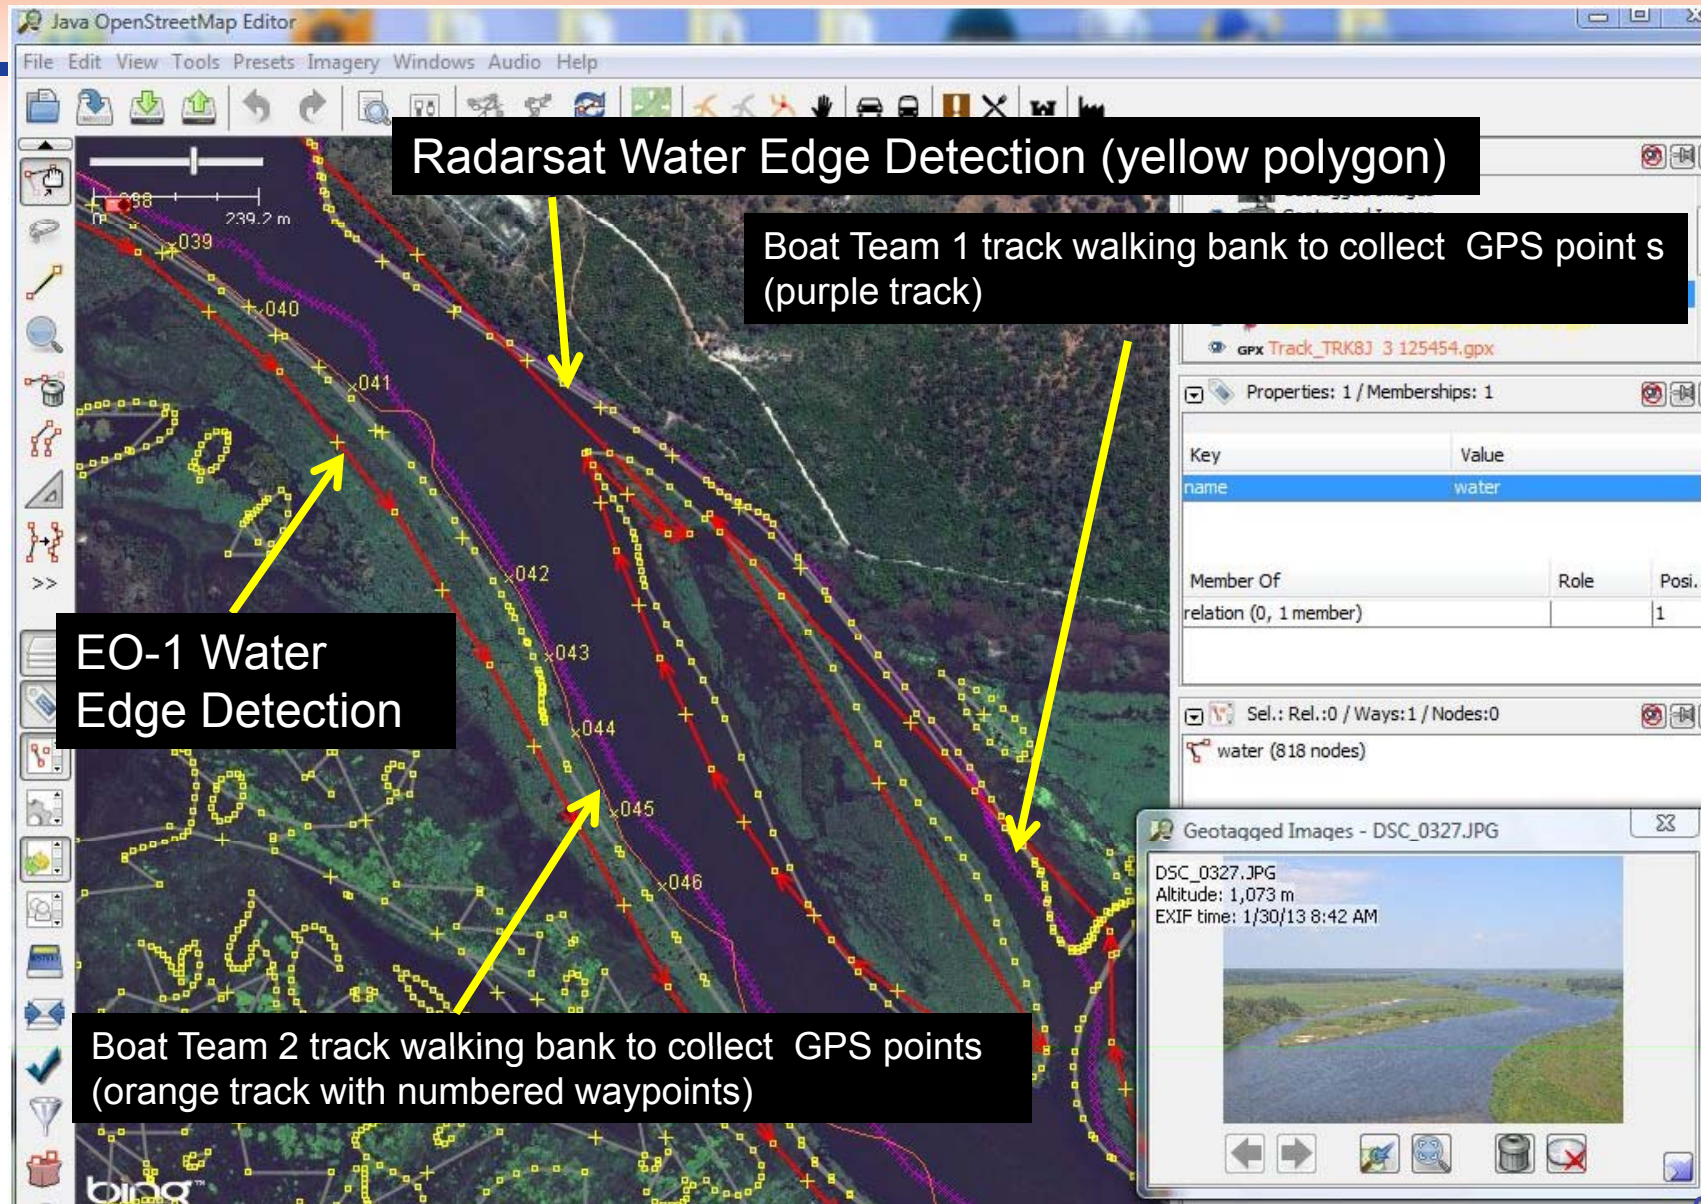 Java OpenStreetMap Editor
File Edit View Tools Presets Imagery Windows Audio Help
Radarsat Water Edge Detection (yellow polygon)
239.2 m
039
Boat Team 1 track walking bank to collect GPS point s
(purple track)
040
GPX Track_TRK8J 3 125454.gpx
041
Properties: 1 / Memberships: 1
Key Value
name water
042
Member Of Role Posi.
relation (0, 1 member) 1
EO-1 Water
Edge Detection
043
044
Sel.: Rel.:0 / Ways:1 / Nodes:0
water (818 nodes)
>>
045
Geotagged Images - DSC_0327.JPG
DSC_0327.JPG
Altitude: 1,073 m
EXIF time: 1/30/13 8:42 AM
046
Boat Team 2 track walking bank to collect GPS points
(orange track with numbered waypoints)
bing